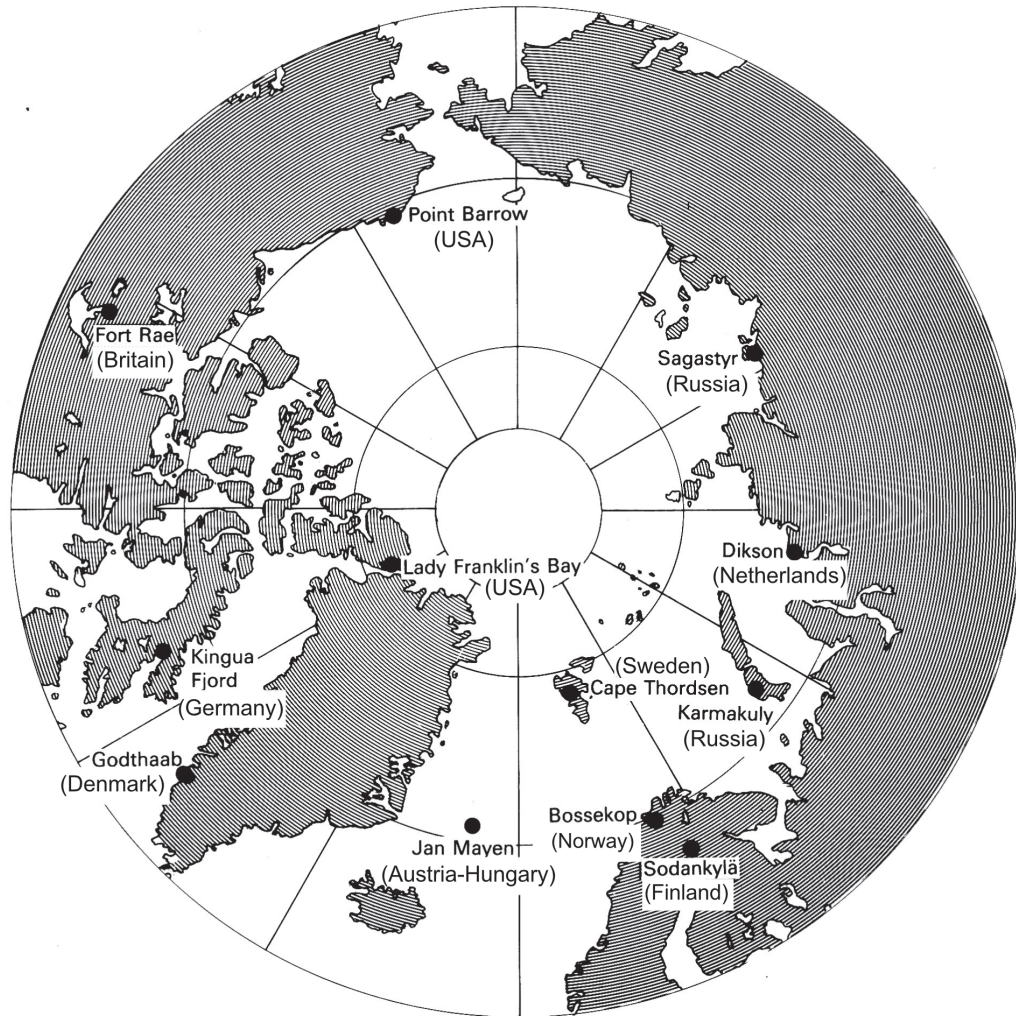 Point Barrow
(USA)
Fort Rae
(Britain)
Sagastyr
(Russia)
Dikson
(Netherlands)
Lady Franklin's Bay
(USA)
Kingua
Fjord
(Germany)
(Sweden)
Cape Thordsen
Karmakuly
(Russia)
Godthaab
(Denmark)
Bossekop
(Norway)
Jan Mayen
(Austria-Hungary)
Sodankylä
(Finland)